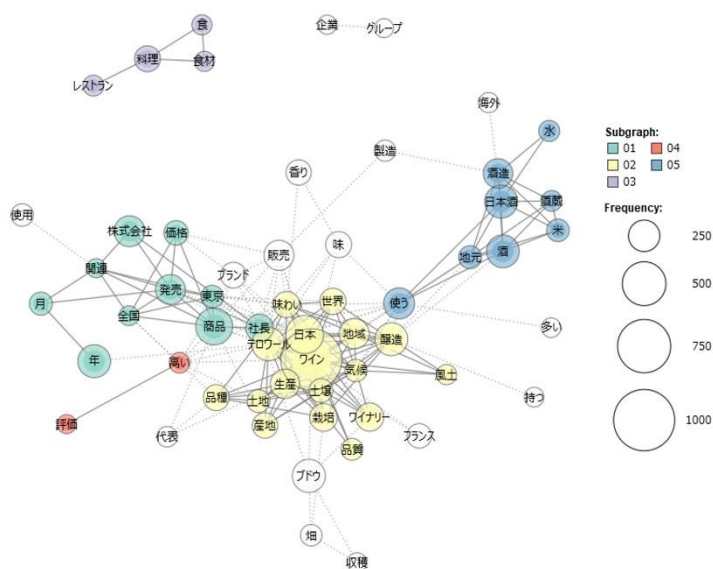 食
料理
食材
レストラン
企業
グループ
海外
水
製造
酒造
香り
日本酒
酒蔵
使用
株式会社
価格
味
米
販売
地元
酒
関連
ブランド
月
発売
東京
味わい
世界
使う
全国
商品
社長
日本
地域
多い
テロワール
醸造
年
高い
ワイン
気候
生産
風土
土壌
品種
土地
持つ
評価
産地
栽培
ワイナリー
代表
フランス
品質
ブドウ
畑
収穫
Subgraph:
01 04
02 05
03
Frequency:
250
500
750
1000